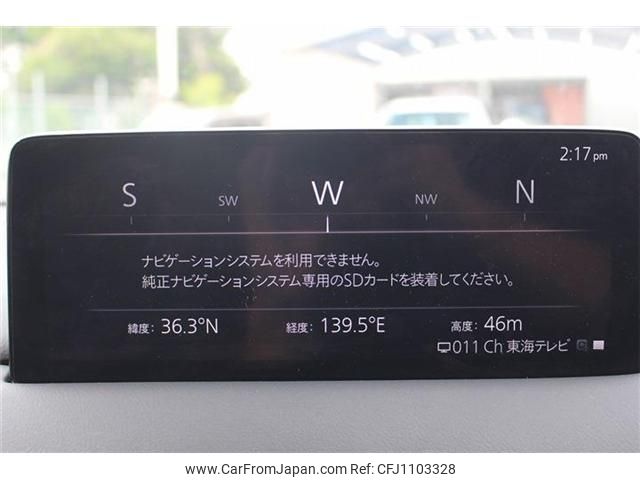 2:17pm
S SW W NW N
ナビゲーションシステムを利用できません。
純正ナビゲーションシステム専用のSDカードを装着してください。
緯度: 36.3°N 経度: 139.5°E 高度: 46m
011 Ch 東海テレビ
www.CarFromJapan.com - CFJ1103328